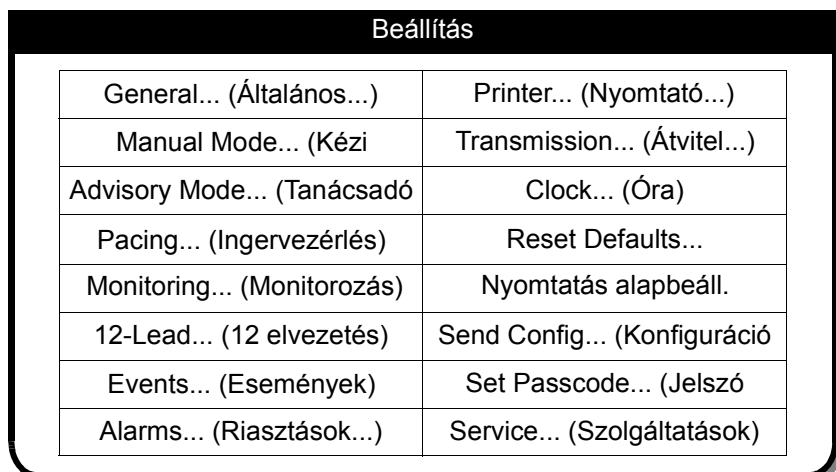 Beállítás
General... (Általános...)
Printer... (Nyomtató...)
Manual Mode... (Kézi
Transmission... (Átvitel...)
Advisory Mode... (Tanácsadó
Clock... (Óra)
Pacing... (Ingervezérlés)
Reset Defaults...
Monitoring... (Monitorozás)
Nyomtatás alapbeáll.
12-Lead... (12 elvezetés)
Send Config... (Konfiguráció
Events... (Események)
Set Passcode... (Jelszó
Alarms... (Riasztások...)
Service... (Szolgáltatások)